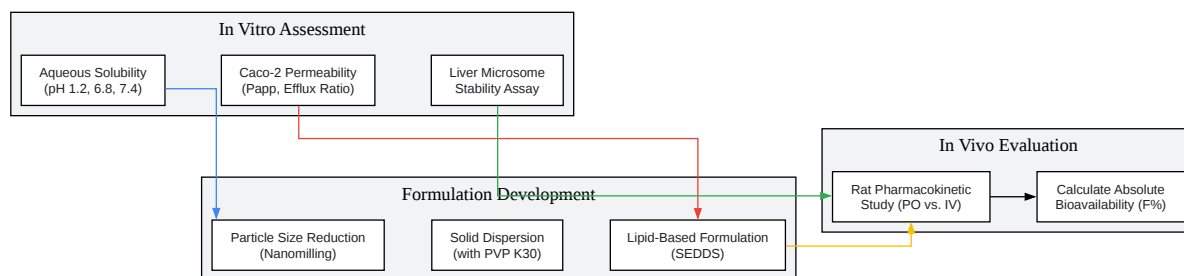 In Vitro Assessment
Aqueous Solubility
(pH 1.2, 6.8, 7.4)
Caco-2 Permeability
(Papp, Efflux Ratio)
Liver Microsome
Stability Assay
In Vivo Evaluation
Rat Pharmacokinetic
Study (PO vs. IV)
Calculate Absolute
Bioavailability (F%)
Formulation Development
Particle Size Reduction
(Nanomilling)
Solid Dispersion
(with PVP K30)
Lipid-Based Formulation
(SEDDS)